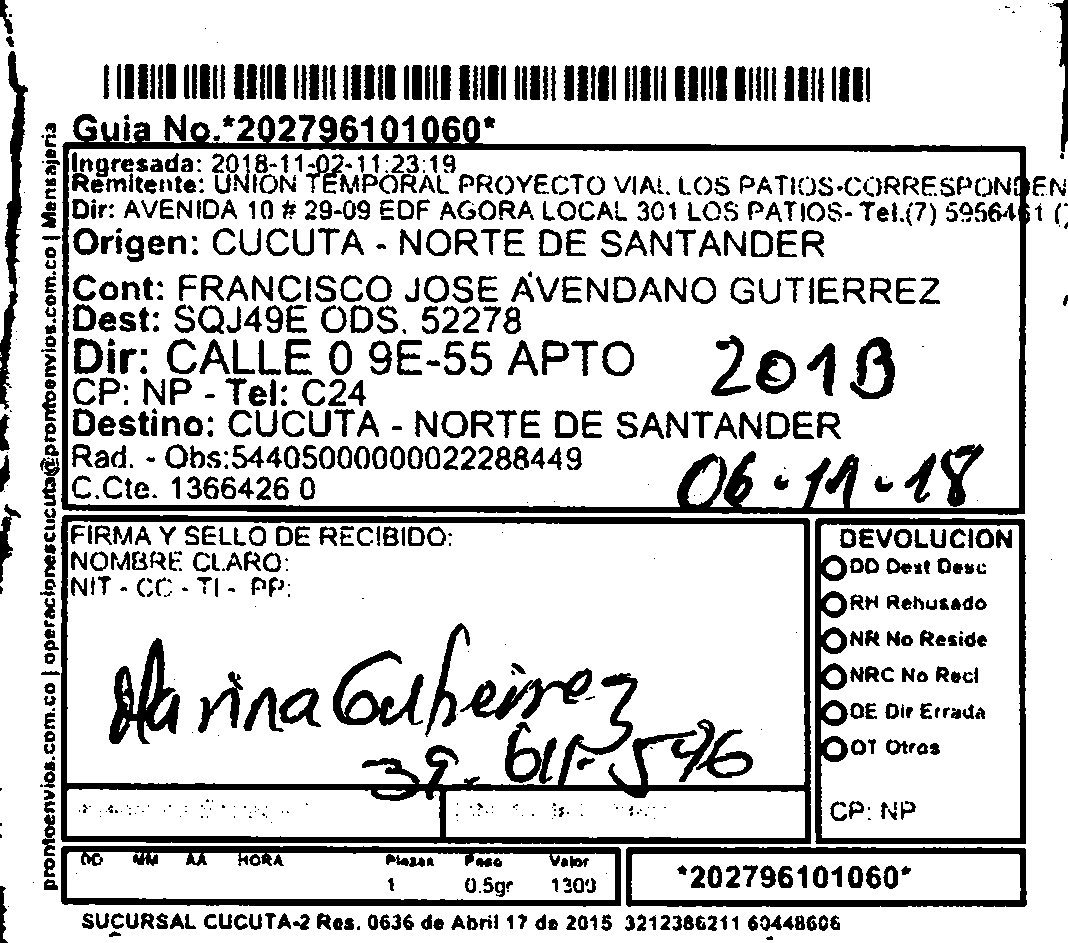 Guia No.*202796101060*
Ingresada: 2018-11-02-11:23:19
Remitente: UNION TEMPORAL PROYECTO VIAL LOS PATIOS-CORRESPONDEN
Dir: AVENIDA 10 # 29-09 EDF AGORA LOCAL 301 LOS PATIOS- Tel.(7) 5956461 (7
Origen: CUCUTA - NORTE DE SANTANDER
Cont: FRANCISCO JOSE AVENDANO GUTIERREZ
Dest: SQJ49E ODS. 52278
Dir: CALLE 0 9E-55 APTO 201B
CP: NP - Tel: C24
Destino: CUCUTA - NORTE DE SANTANDER
Rad. - Obs:54405000000022288449
C.Cte. 1366426 0
06-11-18
prontoenvios.com.co | operacionescucuta@prontoenvios.com.co | Mensajeria
FIRMA Y SELLO DE RECIBIDO:
NOMBRE CLARO:
NIT - CC - TI - PP:
Marina Gutierrez
DEVOLUCION
DD Dest Desc
RH Rehusado
NR No Reside
NRC No Recl
DE Dir Errada
OT Otros
CP: NP
DD MM AA HORA Piezas Peso Valor
1 0.5gr 1300
*202796101060*
SUCURSAL CUCUTA-2 Res. 0636 de Abril 17 de 2015 3212386211 60448606